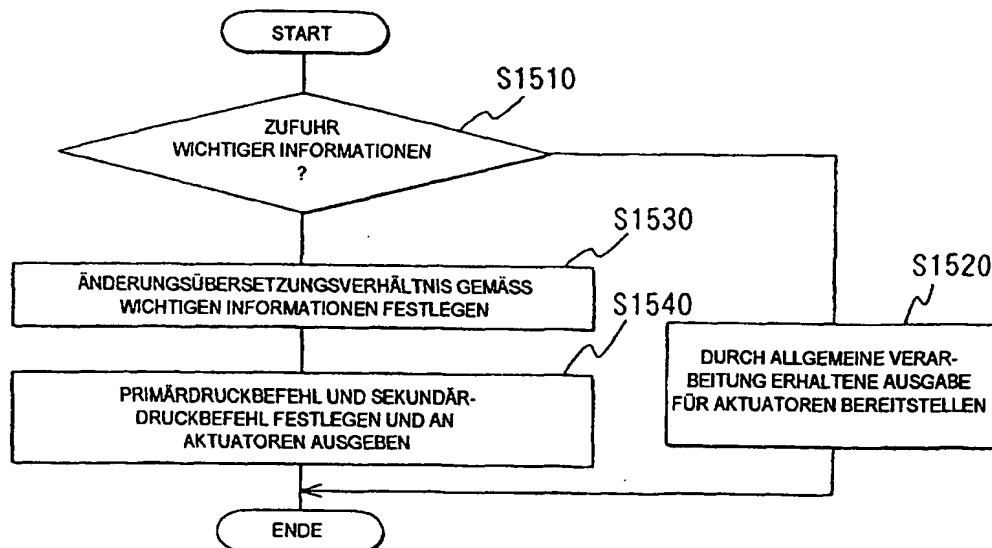 START
S1510
ZUFUHR
WICHTIGER INFORMATIONEN
?
S1530
ÄNDERUNGSÜBERSETZUNGSVERHÄLTNIS GEMÄSS
WICHTIGEN INFORMATIONEN FESTLEGEN
S1520
DURCH ALLGEMEINE VERAR-
BEITUNG ERHALTENE AUSGABE
FÜR AKTUATOREN BEREITSTELLEN
S1540
PRIMÄRDRUCKBEFEHL UND SEKUNDÄR-
DRUCKBEFEHL FESTLEGEN UND AN
AKTUATOREN AUSGEBEN
ENDE